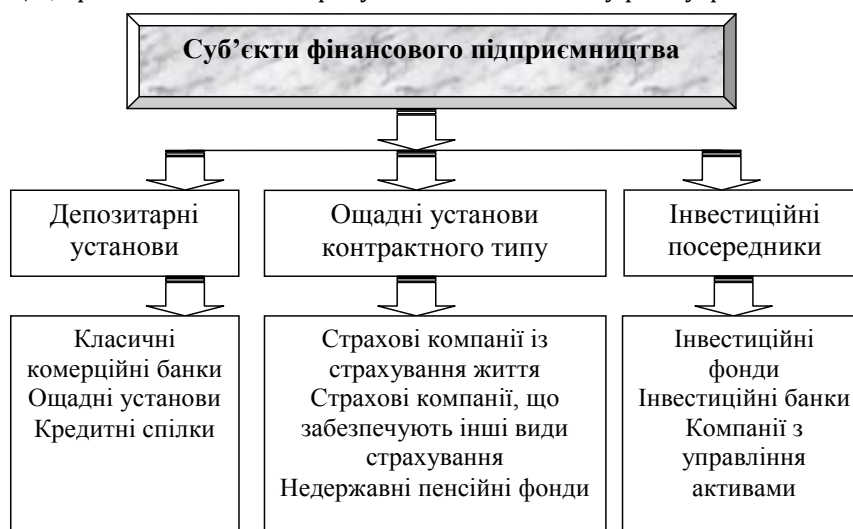 Суб’єкти фінансового підприємництва
Депозитарні
установи
Ощадні установи
контрактного типу
Інвестиційні
посередники
Класичні
комерційні банки
Ощадні установи
Кредитні спілки
Страхові компанії із
страхування життя
Страхові компанії, що
забезпечують інші види
страхування
Недержавні пенсійні фонди
Інвестиційні
фонди
Інвестиційні банки
Компанії з
управління
активами